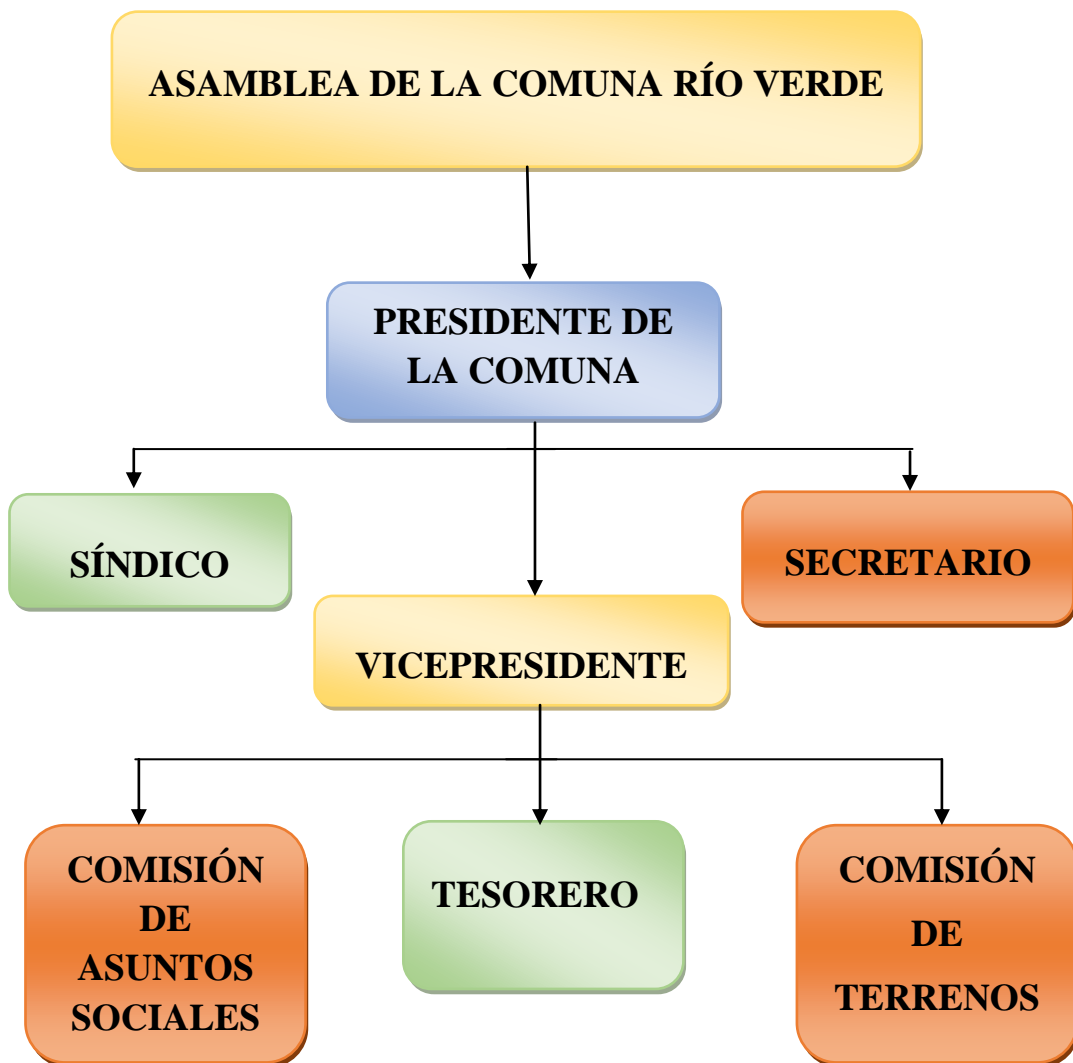 ASAMBLEA DE LA COMUNA RÍO VERDE
PRESIDENTE DE
LA COMUNA
SÍNDICO
SECRETARIO
VICEPRESIDENTE
COMISIÓN
DE
ASUNTOS
SOCIALES
TESORERO
COMISIÓN
DE
TERRENOS